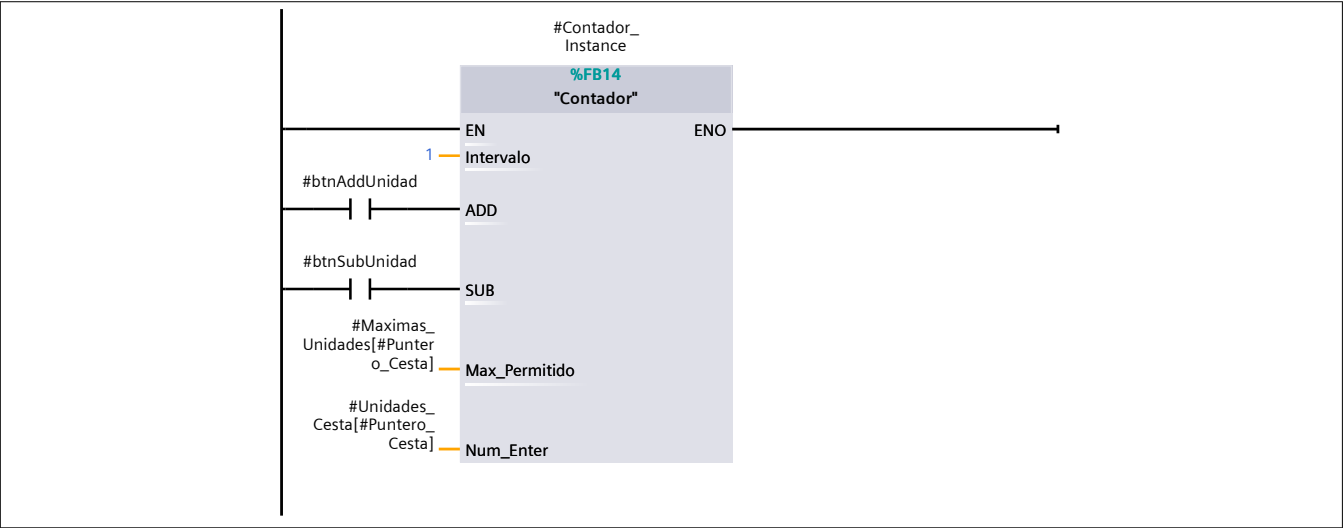 #Contador_
Instance
%FB14
"Contador"
EN
ENO
1
Intervalo
#btnAddUnidad
ADD
#btnSubUnidad
SUB
#Maximas_
Unidades[#Punter
o_Cesta]
Max_Permitido
#Unidades_
Cesta[#Puntero_
Cesta]
Num_Enter